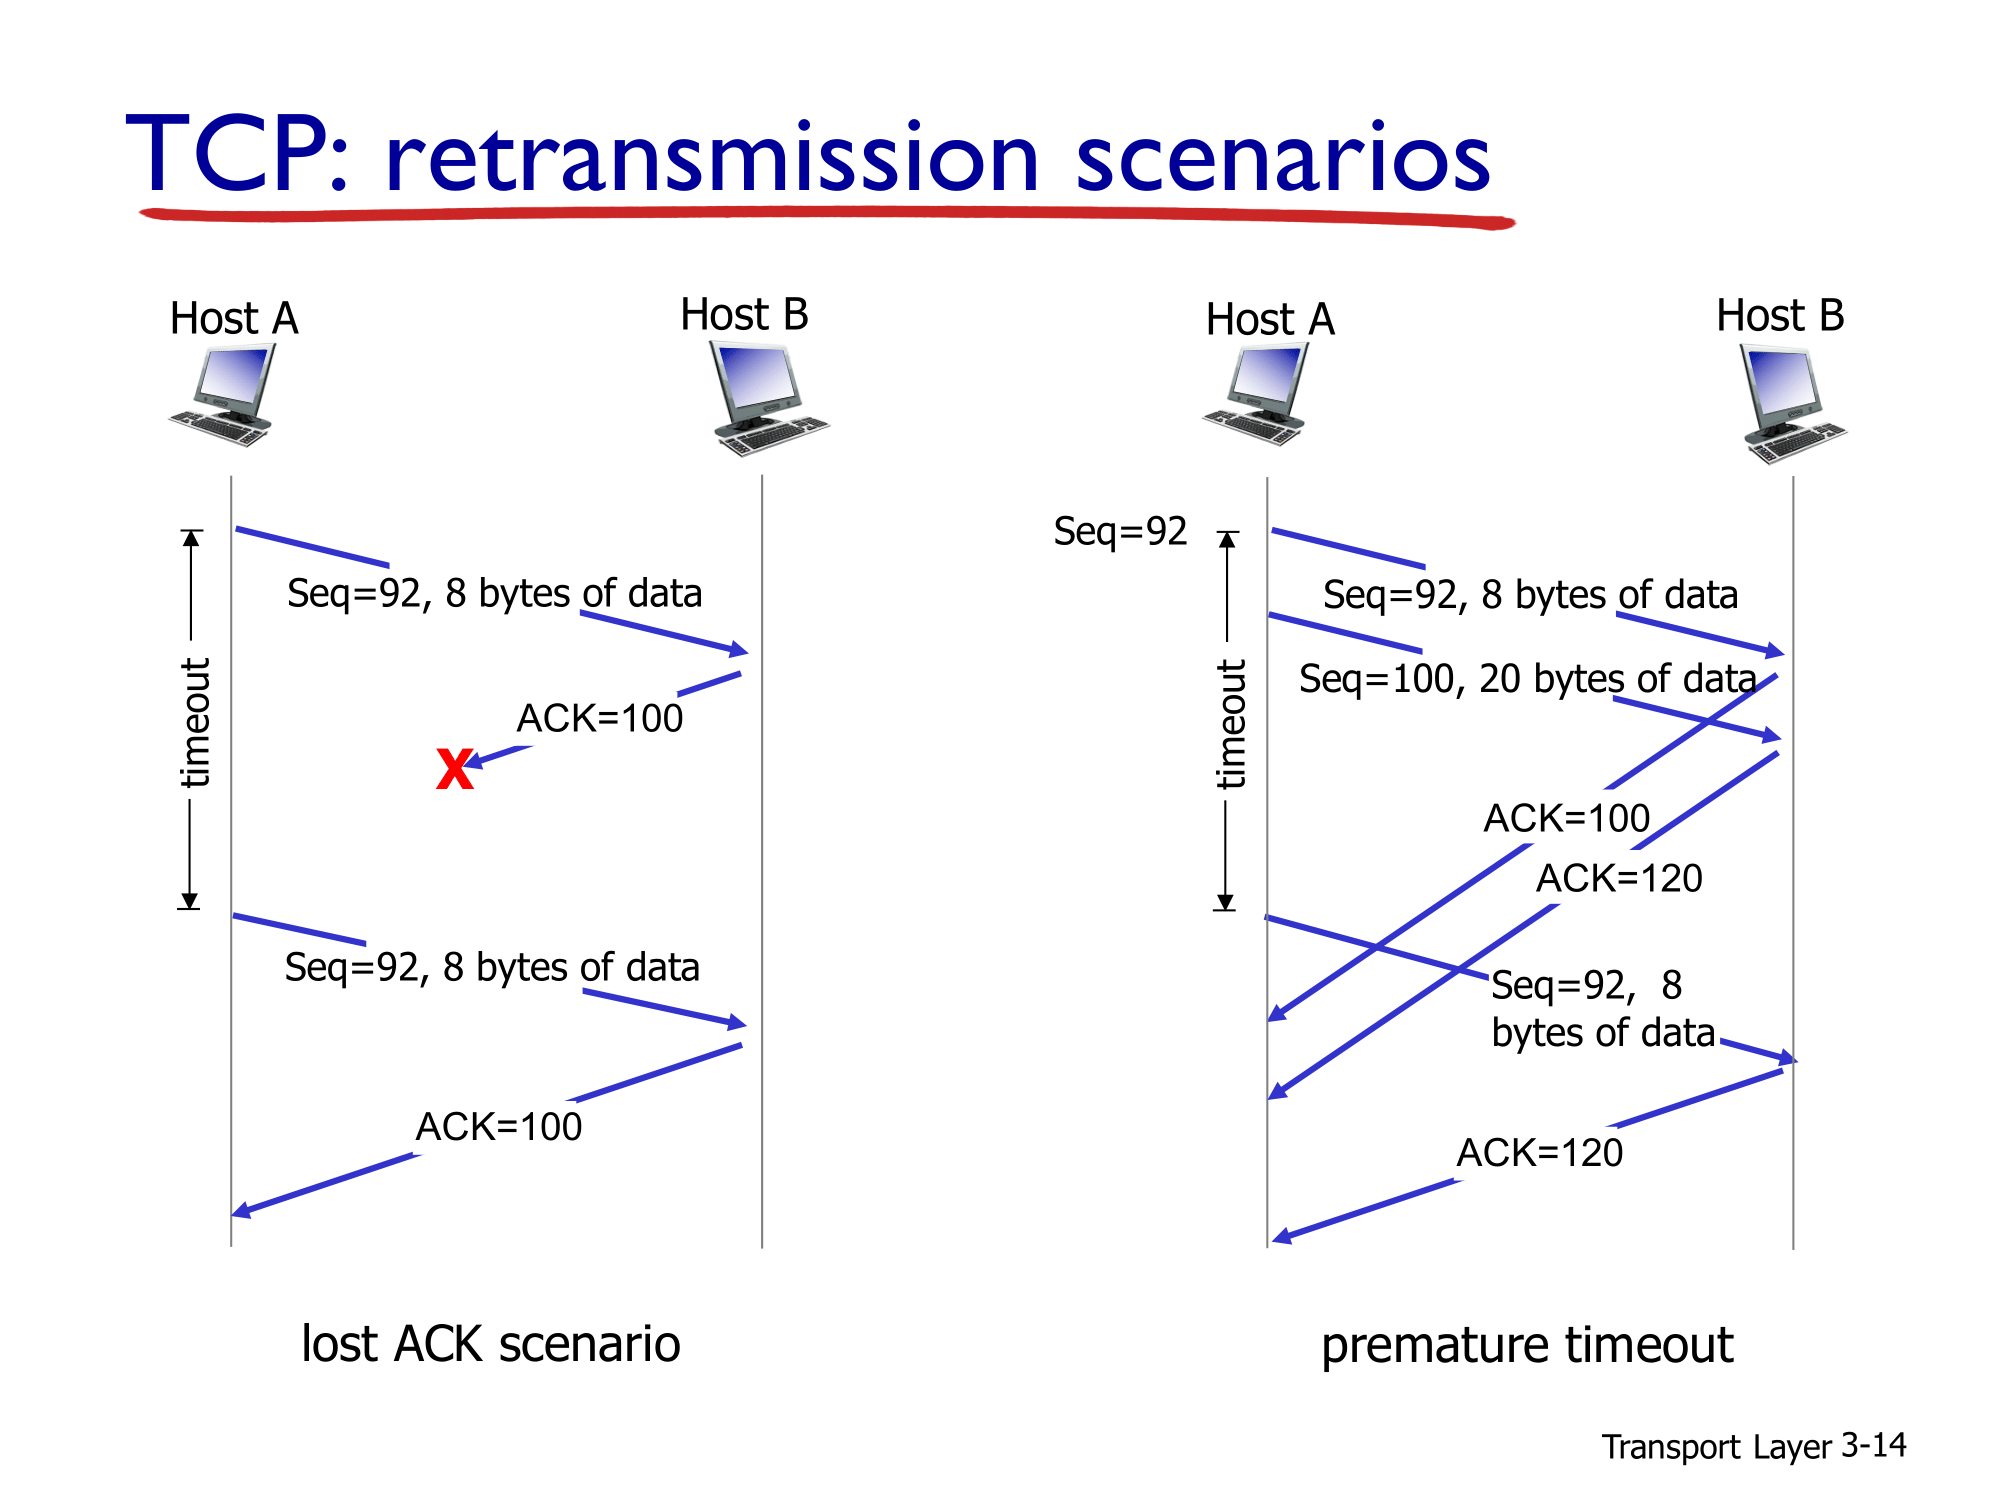 TCP: retransmission scenarios
Host A
Host B
Seq=92, 8 bytes of data
ACK=100
X
timeout
Seq=92, 8 bytes of data
ACK=100
lost ACK scenario
Host A
Host B
Seq=92
Seq=92, 8 bytes of data
Seq=100, 20 bytes of data
timeout
ACK=100
ACK=120
Seq=92, 8
bytes of data
ACK=120
premature timeout
Transport Layer 3-14